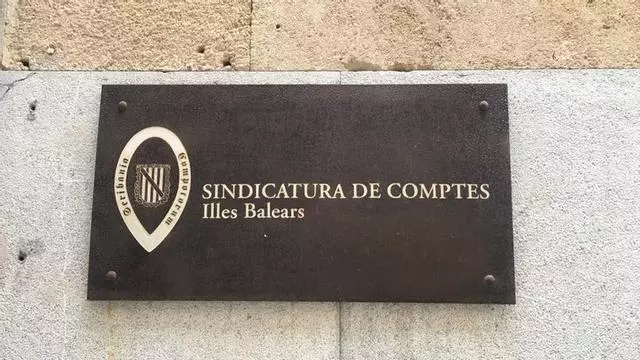 Scribania Computorum
SINDICATURA DE COMPTES
Illes Balears